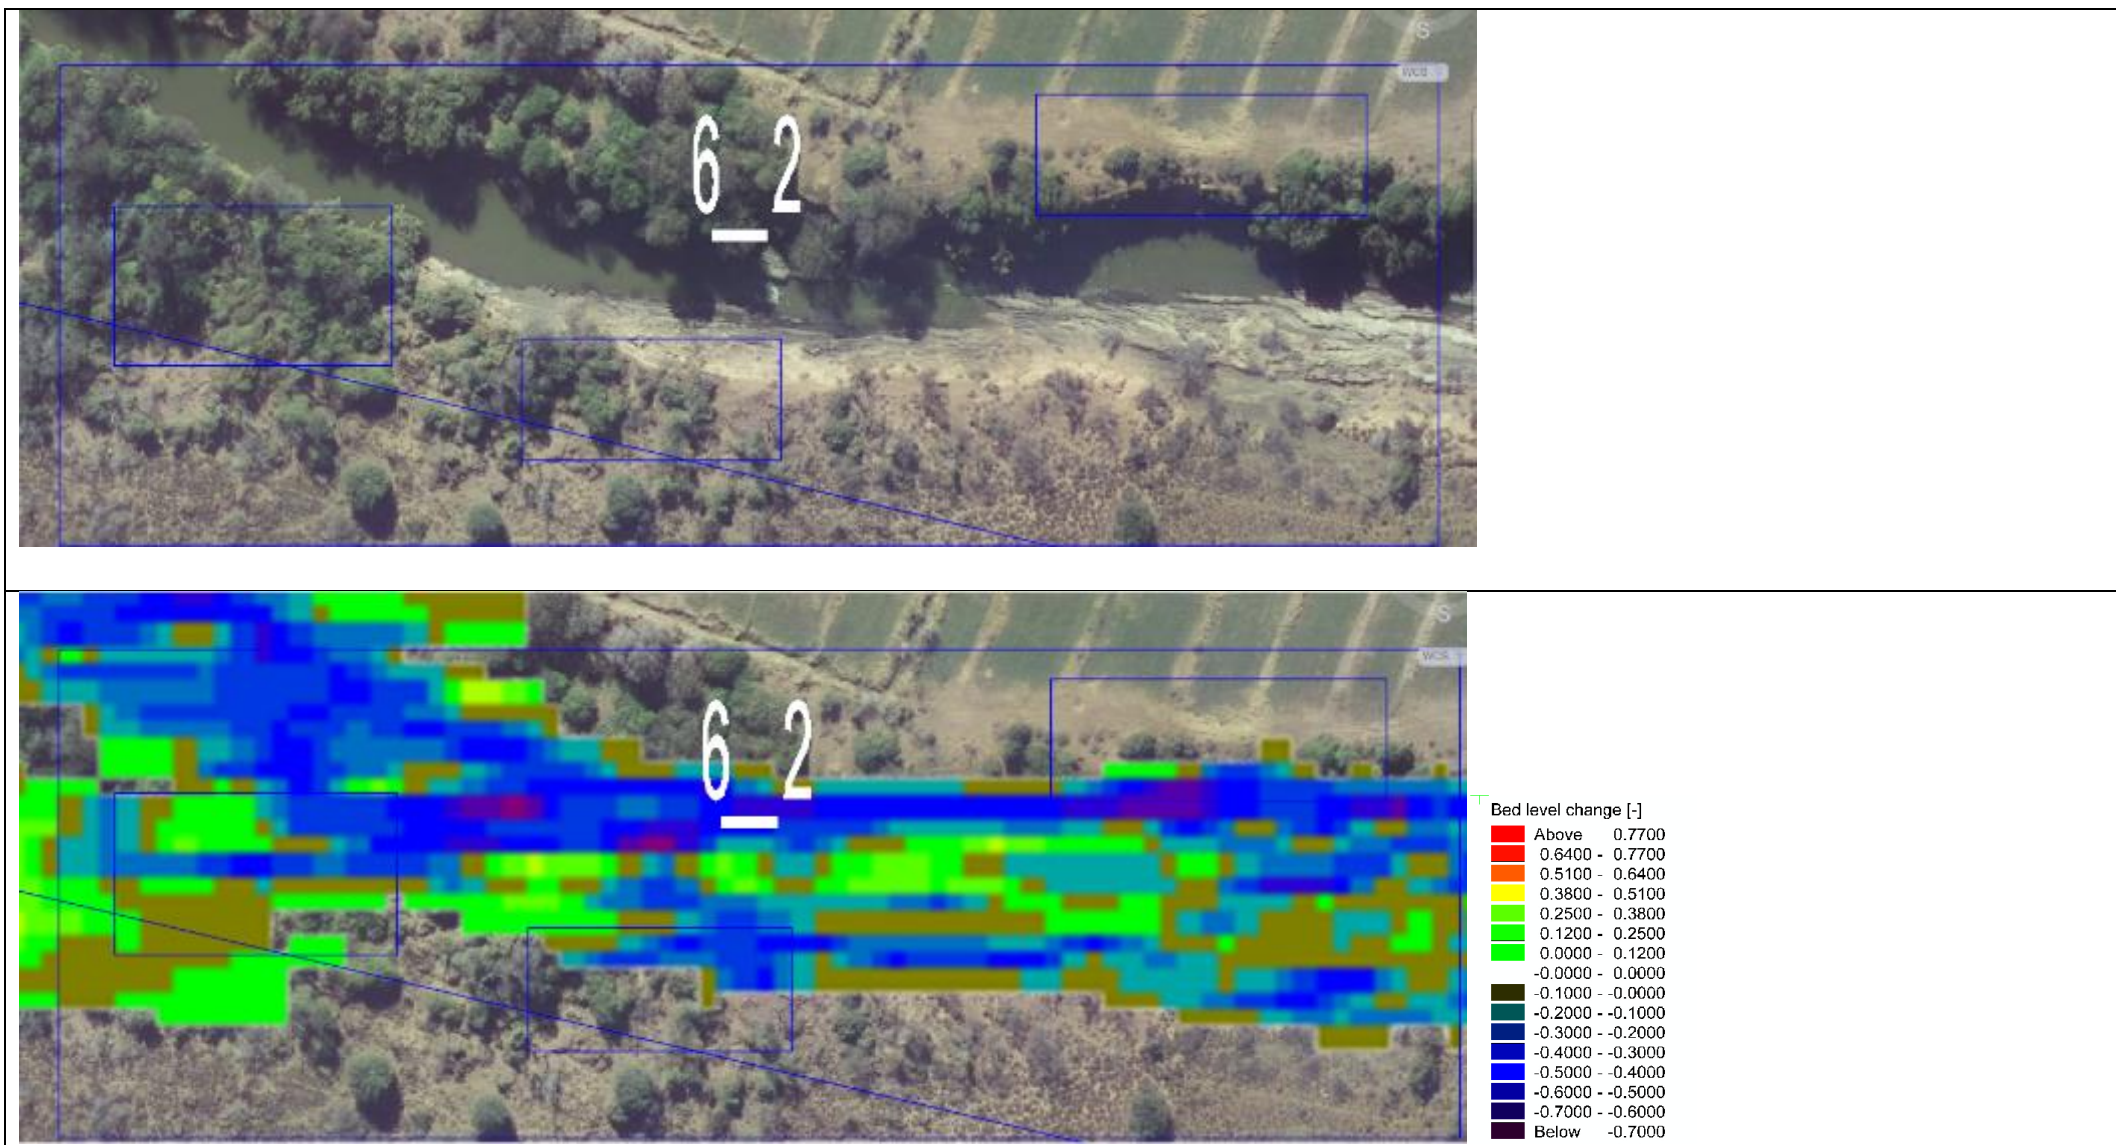 S
WCB
6 2
S
WCB
6 2
Bed level change [-]
Above 0.7700
0.6400 - 0.7700
0.5100 - 0.6400
0.3800 - 0.5100
0.2500 - 0.3800
0.1200 - 0.2500
0.0000 - 0.1200
-0.0000 - 0.0000
-0.1000 - -0.0000
-0.2000 - -0.1000
-0.3000 - -0.2000
-0.4000 - -0.3000
-0.5000 - -0.4000
-0.6000 - -0.5000
-0.7000 - -0.6000
Below -0.7000